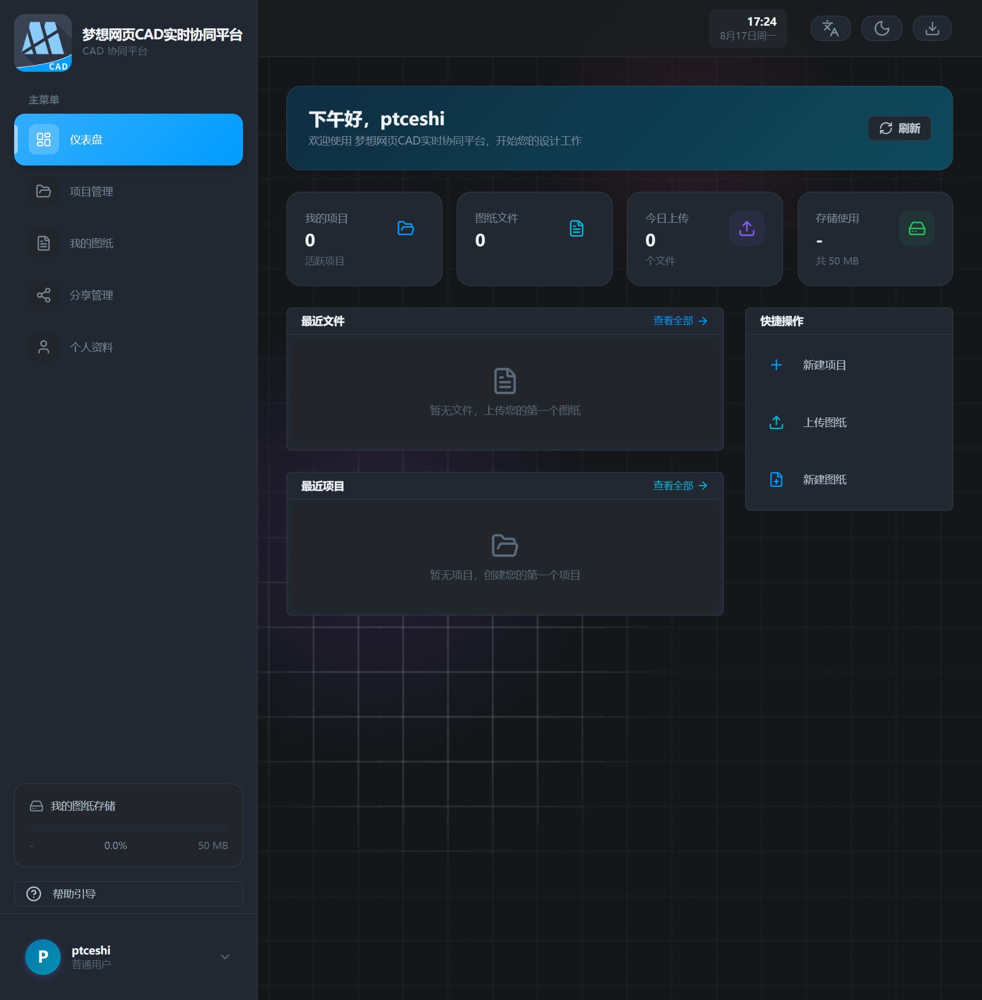 CAD
梦想网页CAD实时协同平台
CAD 协同平台
主菜单
仪表盘
项目管理
我的图纸
分享管理
个人资料
我的图纸存储
- 0.0% 50 MB
帮助引导
P
ptceshi
普通用户
17:24
8月17日周一
下午好，ptceshi
欢迎使用 梦想网页CAD实时协同平台，开始您的设计工作
刷新
我的项目
0
活跃项目
图纸文件
0
今日上传
0
个文件
存储使用
-
共 50 MB
最近文件
查看全部
暂无文件，上传您的第一个图纸
最近项目
查看全部
暂无项目，创建您的第一个项目
快捷操作
新建项目
上传图纸
新建图纸